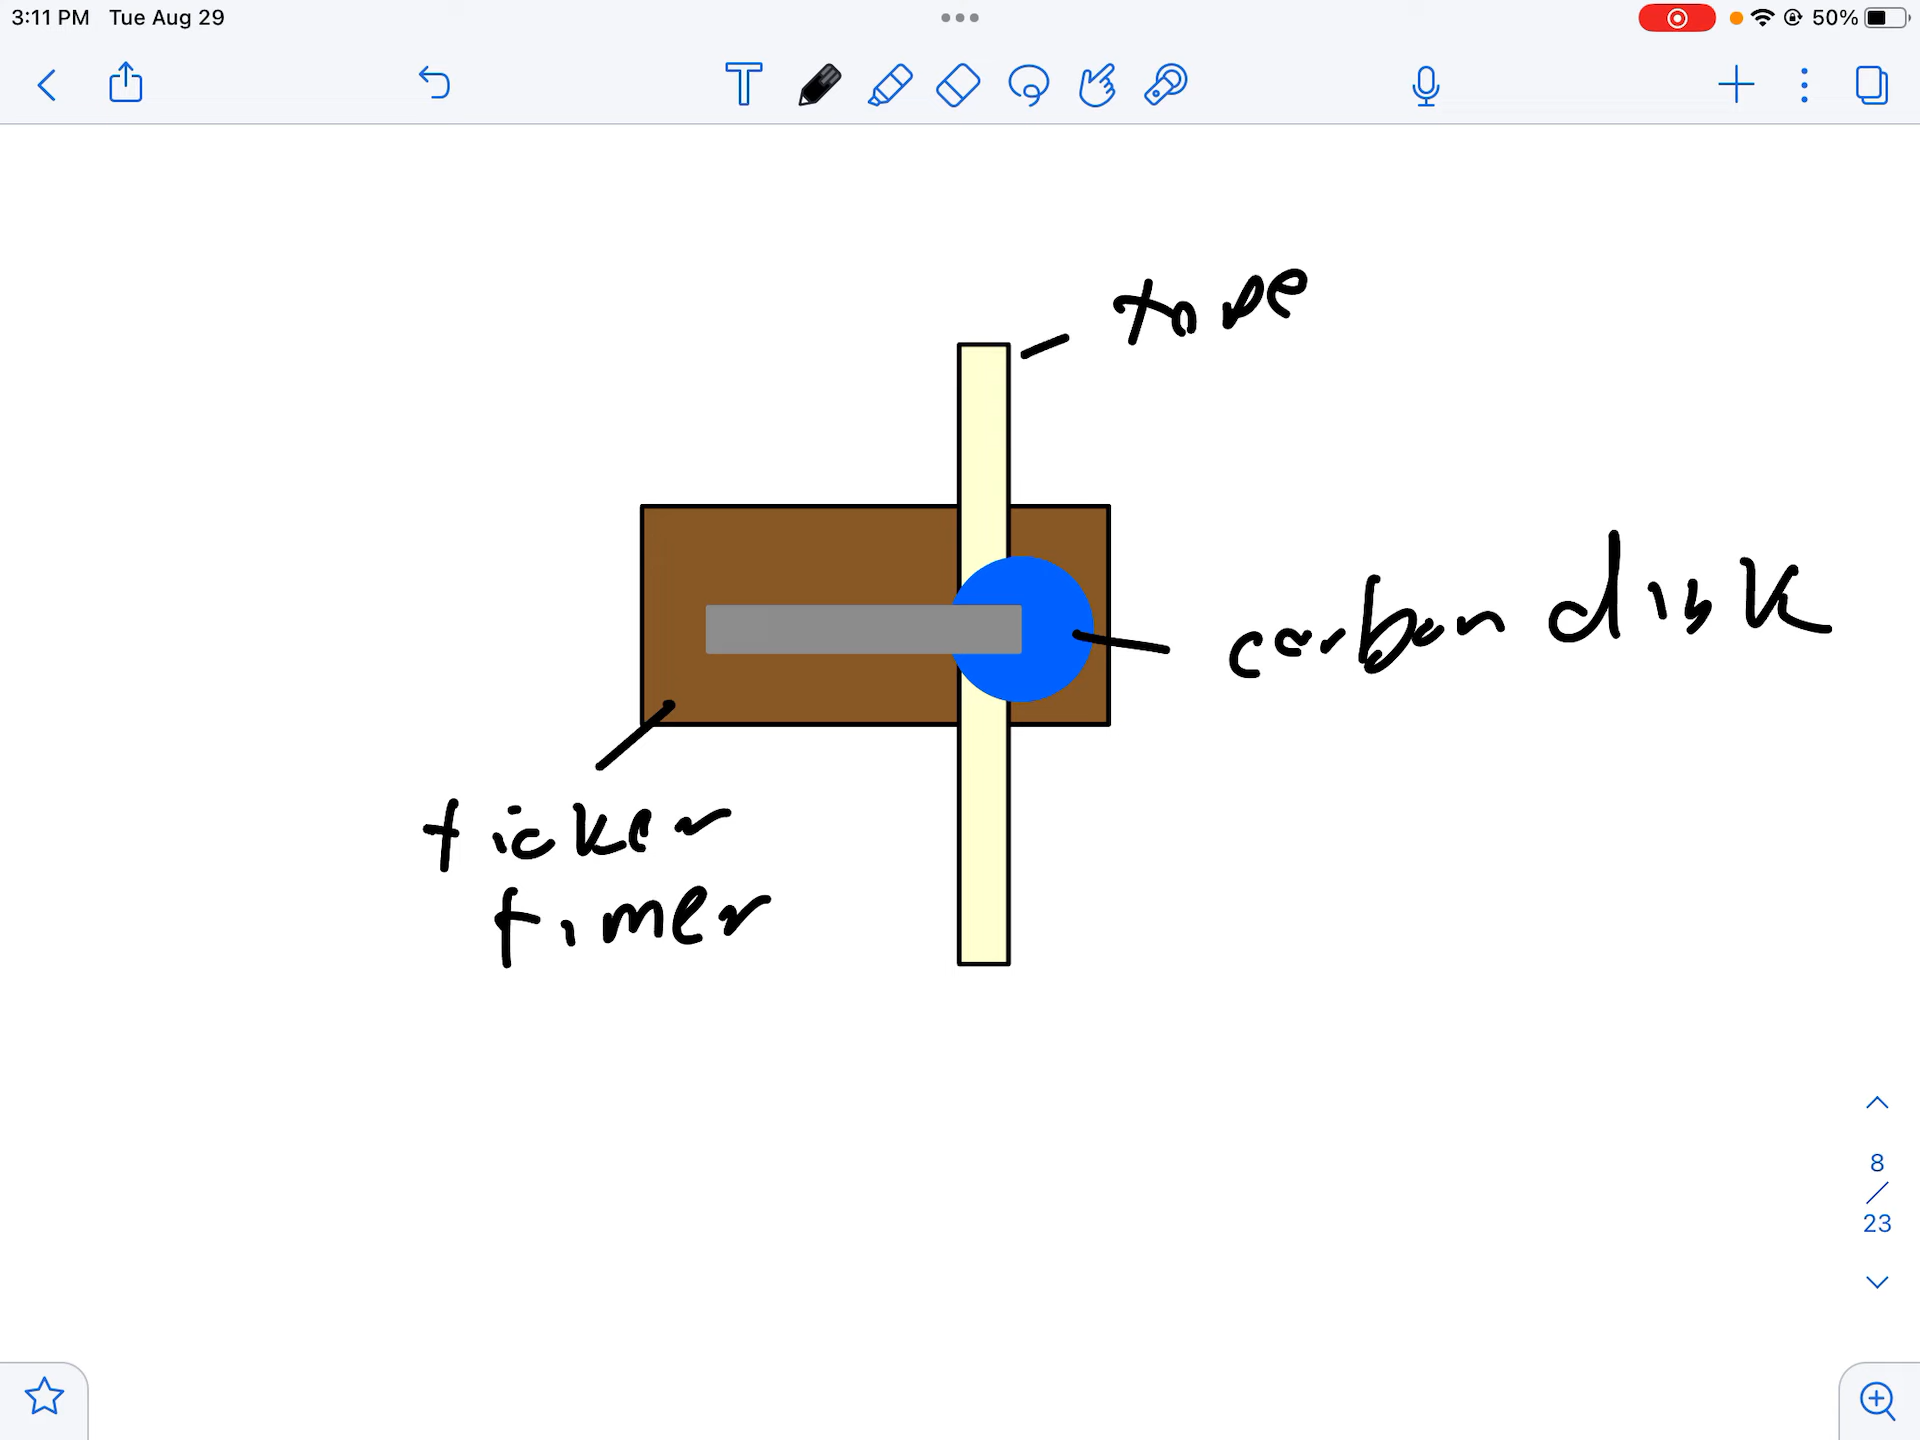 3:11 PM Tue Aug 29
50%
tape
carbon disk
ticker
timer
8
/
23